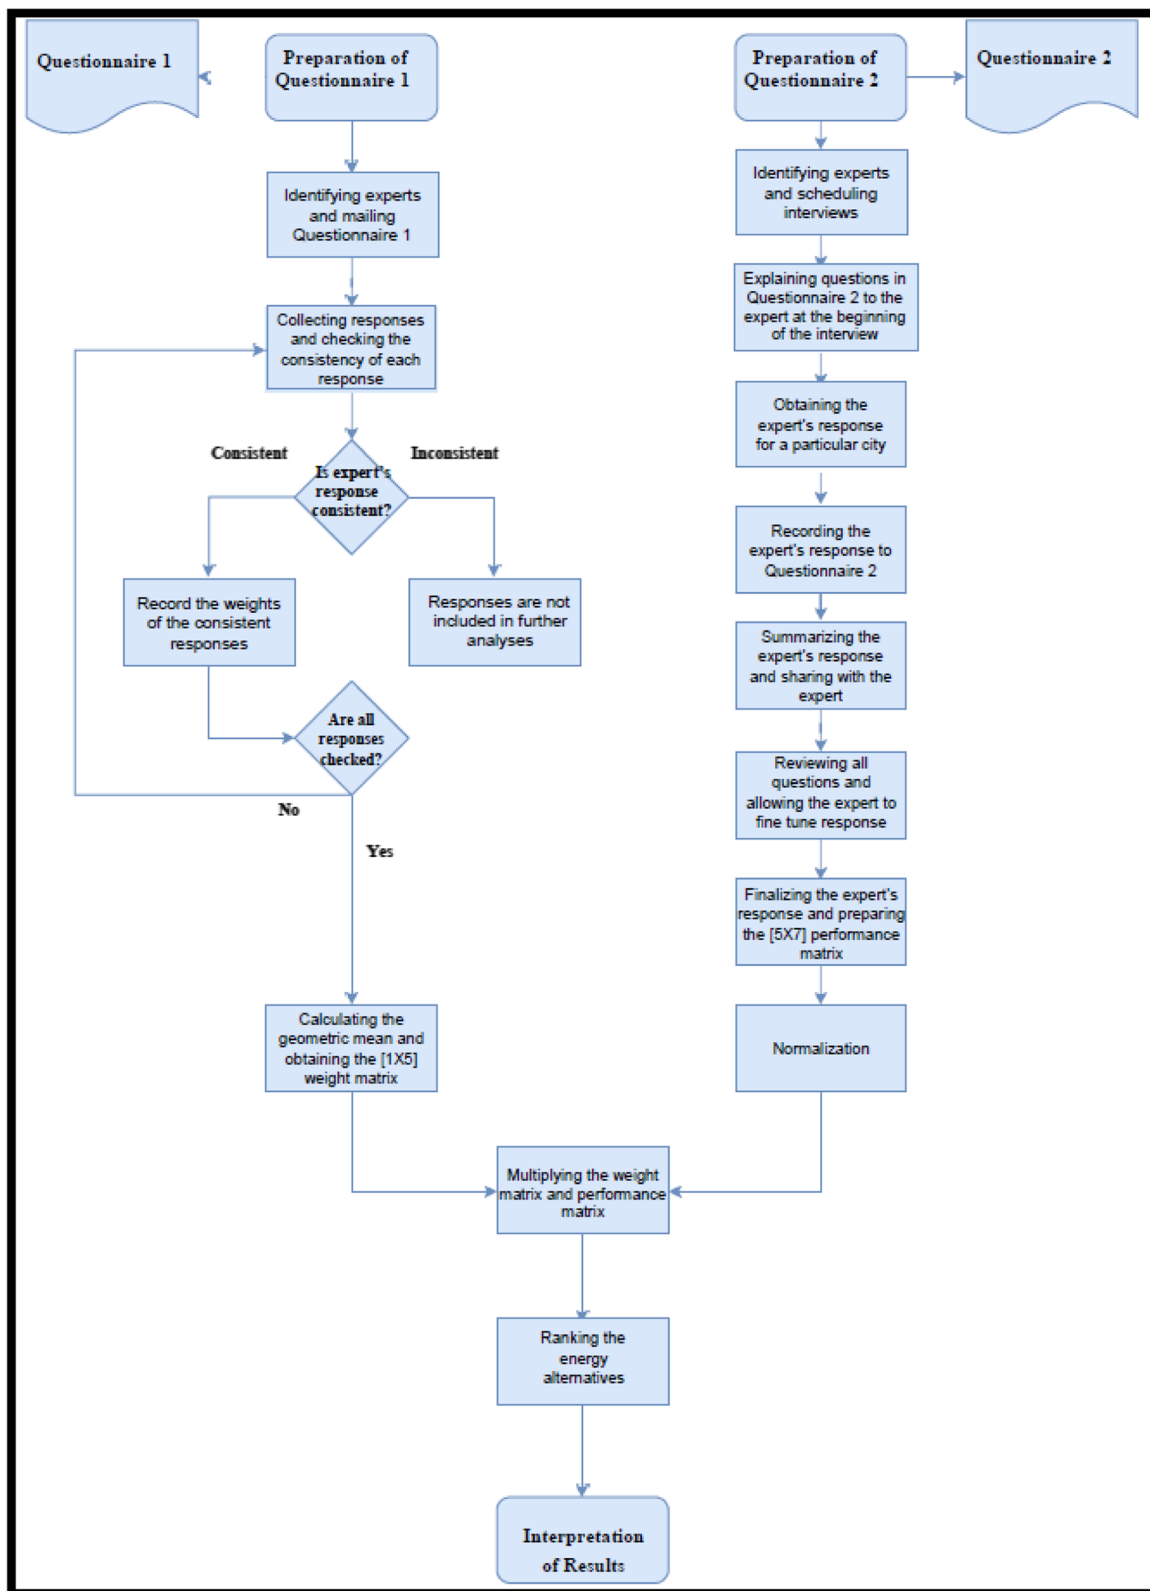 Questionnaire 1
Preparation of
Questionnaire 1
Identifying experts
and mailing
Questionnaire 1
Collecting responses
and checking the
consistency of each
response
Consistent
Inconsistent
Is expert's
response
consistent?
Record the weights
of the consistent
responses
Responses are not
included in further
analyses
Are all
responses
checked?
No
Yes
Calculating the
geometric mean and
obtaining the [1X5]
weight matrix
Preparation of
Questionnaire 2
Questionnaire 2
Identifying experts
and scheduling
interviews
Explaining questions in
Questionnaire 2 to the
expert at the beginning
of the interview
Obtaining the
expert's response
for a particular city
Recording the
expert's response to
Questionnaire 2
Summarizing the
expert's response
and sharing with the
expert
Reviewing all
questions and
allowing the expert to
fine tune response
Finalizing the expert's
response and preparing
the [5X7] performance
matrix
Normalization
Multiplying the weight
matrix and performance
matrix
Ranking the
energy
alternatives
Interpretation
of Results